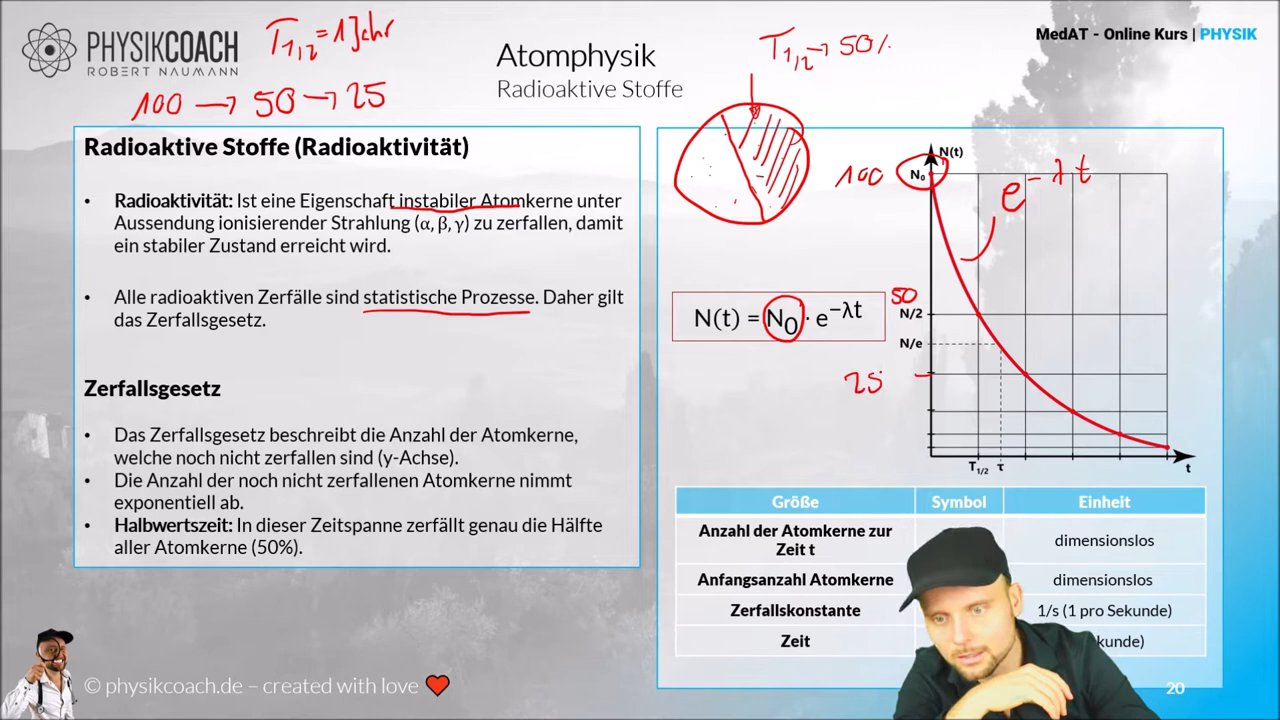 PHYSIKCOACH
ROBERT NAUMANN
T1/2 = 1 Jahr
100 → 50 → 25
Atomphysik
Radioaktive Stoffe
T1/2 → 50%
MedAT - Online Kurs | PHYSIK
Radioaktive Stoffe (Radioaktivität)
• Radioaktivität: Ist eine Eigenschaft instabiler Atomkerne unter
Aussendung ionisierender Strahlung (α, β, γ) zu zerfallen, damit
ein stabiler Zustand erreicht wird.
• Alle radioaktiven Zerfälle sind statistische Prozesse. Daher gilt
das Zerfallsgesetz.
Zerfallsgesetz
• Das Zerfallsgesetz beschreibt die Anzahl der Atomkerne,
welche noch nicht zerfallen sind (y-Achse).
• Die Anzahl der noch nicht zerfallenen Atomkerne nimmt
exponentiell ab.
• Halbwertszeit: In dieser Zeitspanne zerfällt genau die Hälfte
aller Atomkerne (50%).
N(t)
100 N₀
e^−λt
N(t) = N₀ · e^−λt
50
N/2
N/e
25
T1/2 τ t
Größe Symbol Einheit
Anzahl der Atomkerne zur
Zeit t
dimensionslos
Anfangsanzahl Atomkerne dimensionslos
Zerfallskonstante 1/s (1 pro Sekunde)
Zeit kunde)
© physikcoach.de – created with love ❤
20